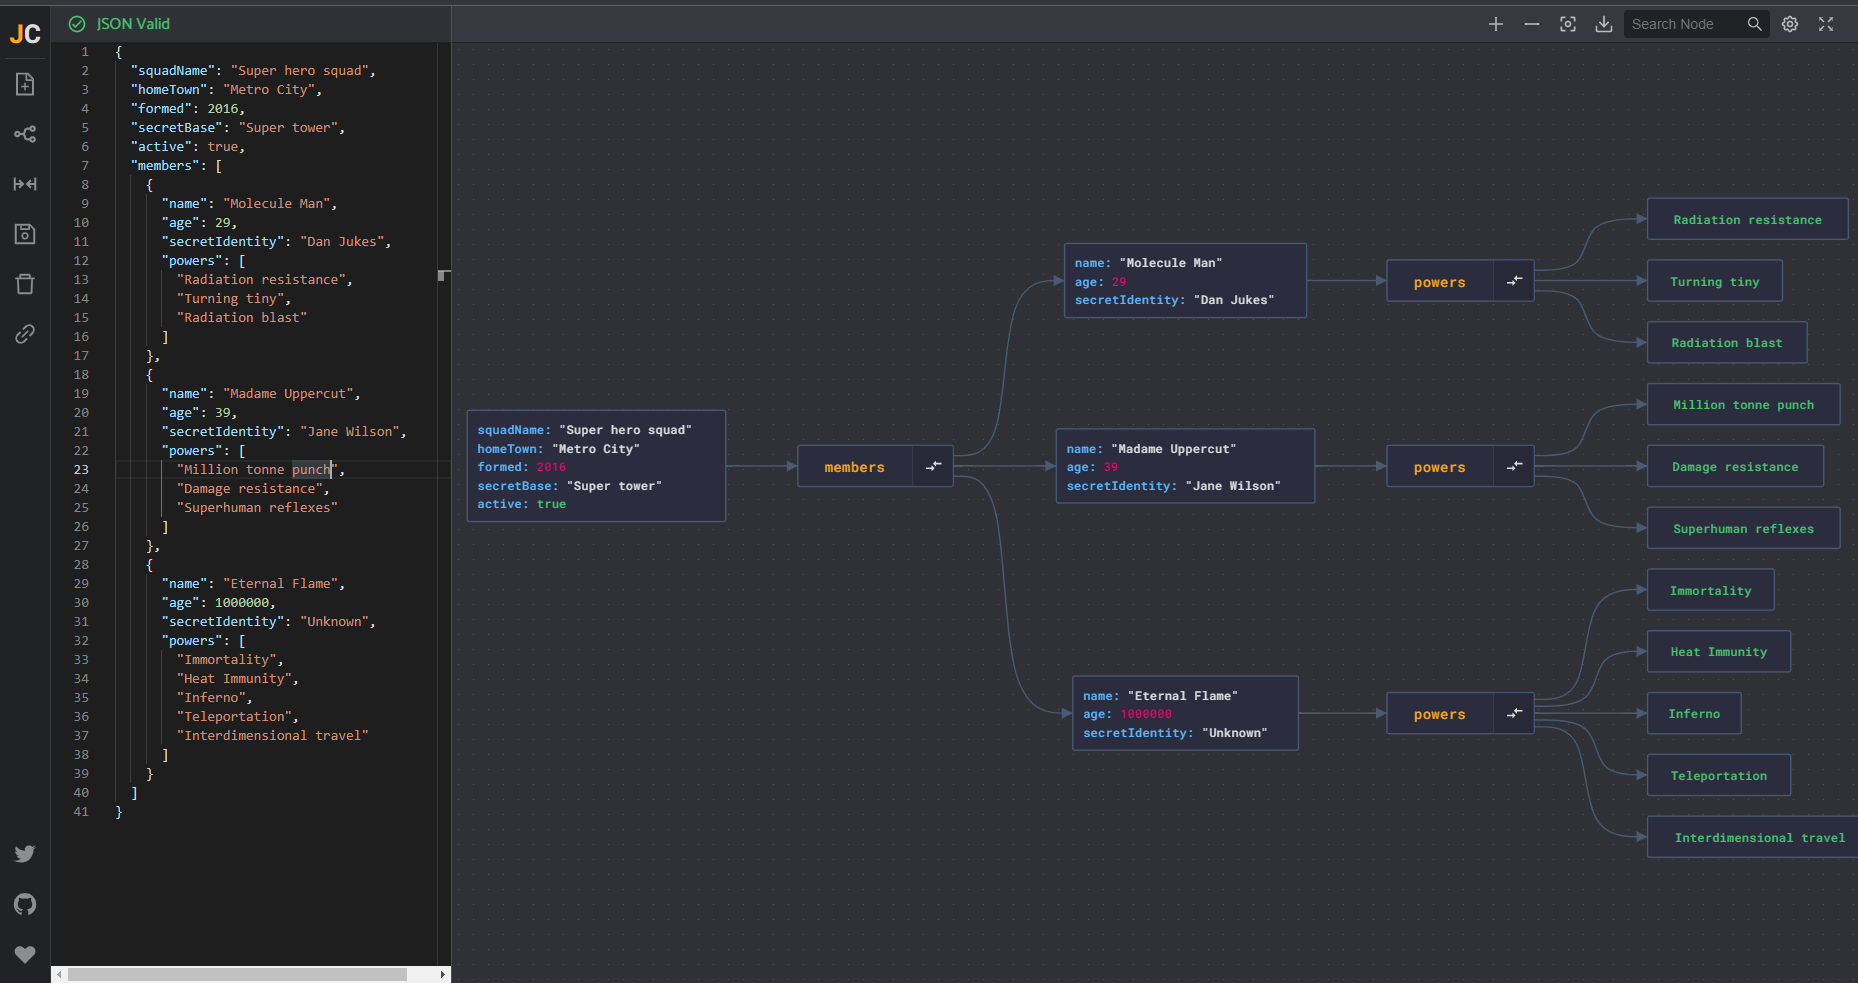 JC
JSON Valid
Search Node
1 {
2 "squadName": "Super hero squad",
3 "homeTown": "Metro City",
4 "formed": 2016,
5 "secretBase": "Super tower",
6 "active": true,
7 "members": [
8 {
9 "name": "Molecule Man",
10 "age": 29,
11 "secretIdentity": "Dan Jukes",
12 "powers": [
13 "Radiation resistance",
14 "Turning tiny",
15 "Radiation blast"
16 ]
17 },
18 {
19 "name": "Madame Uppercut",
20 "age": 39,
21 "secretIdentity": "Jane Wilson",
22 "powers": [
23 "Million tonne punch",
24 "Damage resistance",
25 "Superhuman reflexes"
26 ]
27 },
28 {
29 "name": "Eternal Flame",
30 "age": 1000000,
31 "secretIdentity": "Unknown",
32 "powers": [
33 "Immortality",
34 "Heat Immunity",
35 "Inferno",
36 "Teleportation",
37 "Interdimensional travel"
38 ]
39 }
40 ]
41 }
squadName: "Super hero squad"
homeTown: "Metro City"
formed: 2016
secretBase: "Super tower"
active: true
members
name: "Molecule Man"
age: 29
secretIdentity: "Dan Jukes"
powers
Radiation resistance
Turning tiny
Radiation blast
name: "Madame Uppercut"
age: 39
secretIdentity: "Jane Wilson"
powers
Million tonne punch
Damage resistance
Superhuman reflexes
name: "Eternal Flame"
age: 1000000
secretIdentity: "Unknown"
powers
Immortality
Heat Immunity
Inferno
Teleportation
Interdimensional travel